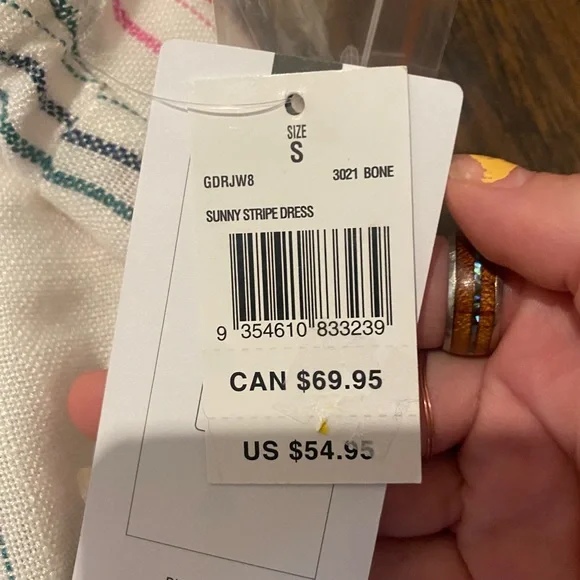 SIZE
S
GDRJW8 3021 BONE
SUNNY STRIPE DRESS
9 354610 833239
CAN $69.95
US $54.95